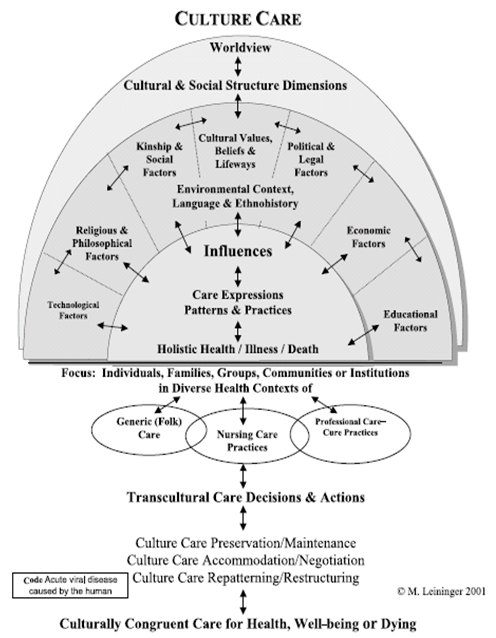 CULTURE CARE
Worldview
Cultural & Social Structure Dimensions
Kinship &
Social
Factors
Cultural Values,
Beliefs &
Lifeways
Political &
Legal
Factors
Environmental Context,
Language & Ethnohistory
Religious &
Philosophical
Factors
Influences
Economic
Factors
Care Expressions
Patterns & Practices
Technological
Factors
Educational
Factors
Holistic Health / Illness / Death
Focus: Individuals, Families, Groups, Communities or Institutions
in Diverse Health Contexts of
Generic (Folk)
Care
Nursing Care
Practices
Professional Care–
Cure Practices
Transcultural Care Decisions & Actions
Culture Care Preservation/Maintenance
Culture Care Accommodation/Negotiation
Culture Care Repatterning/Restructuring
Code Acute viral disease
caused by the human
© M. Leininger 2001
Culturally Congruent Care for Health, Well-being or Dying